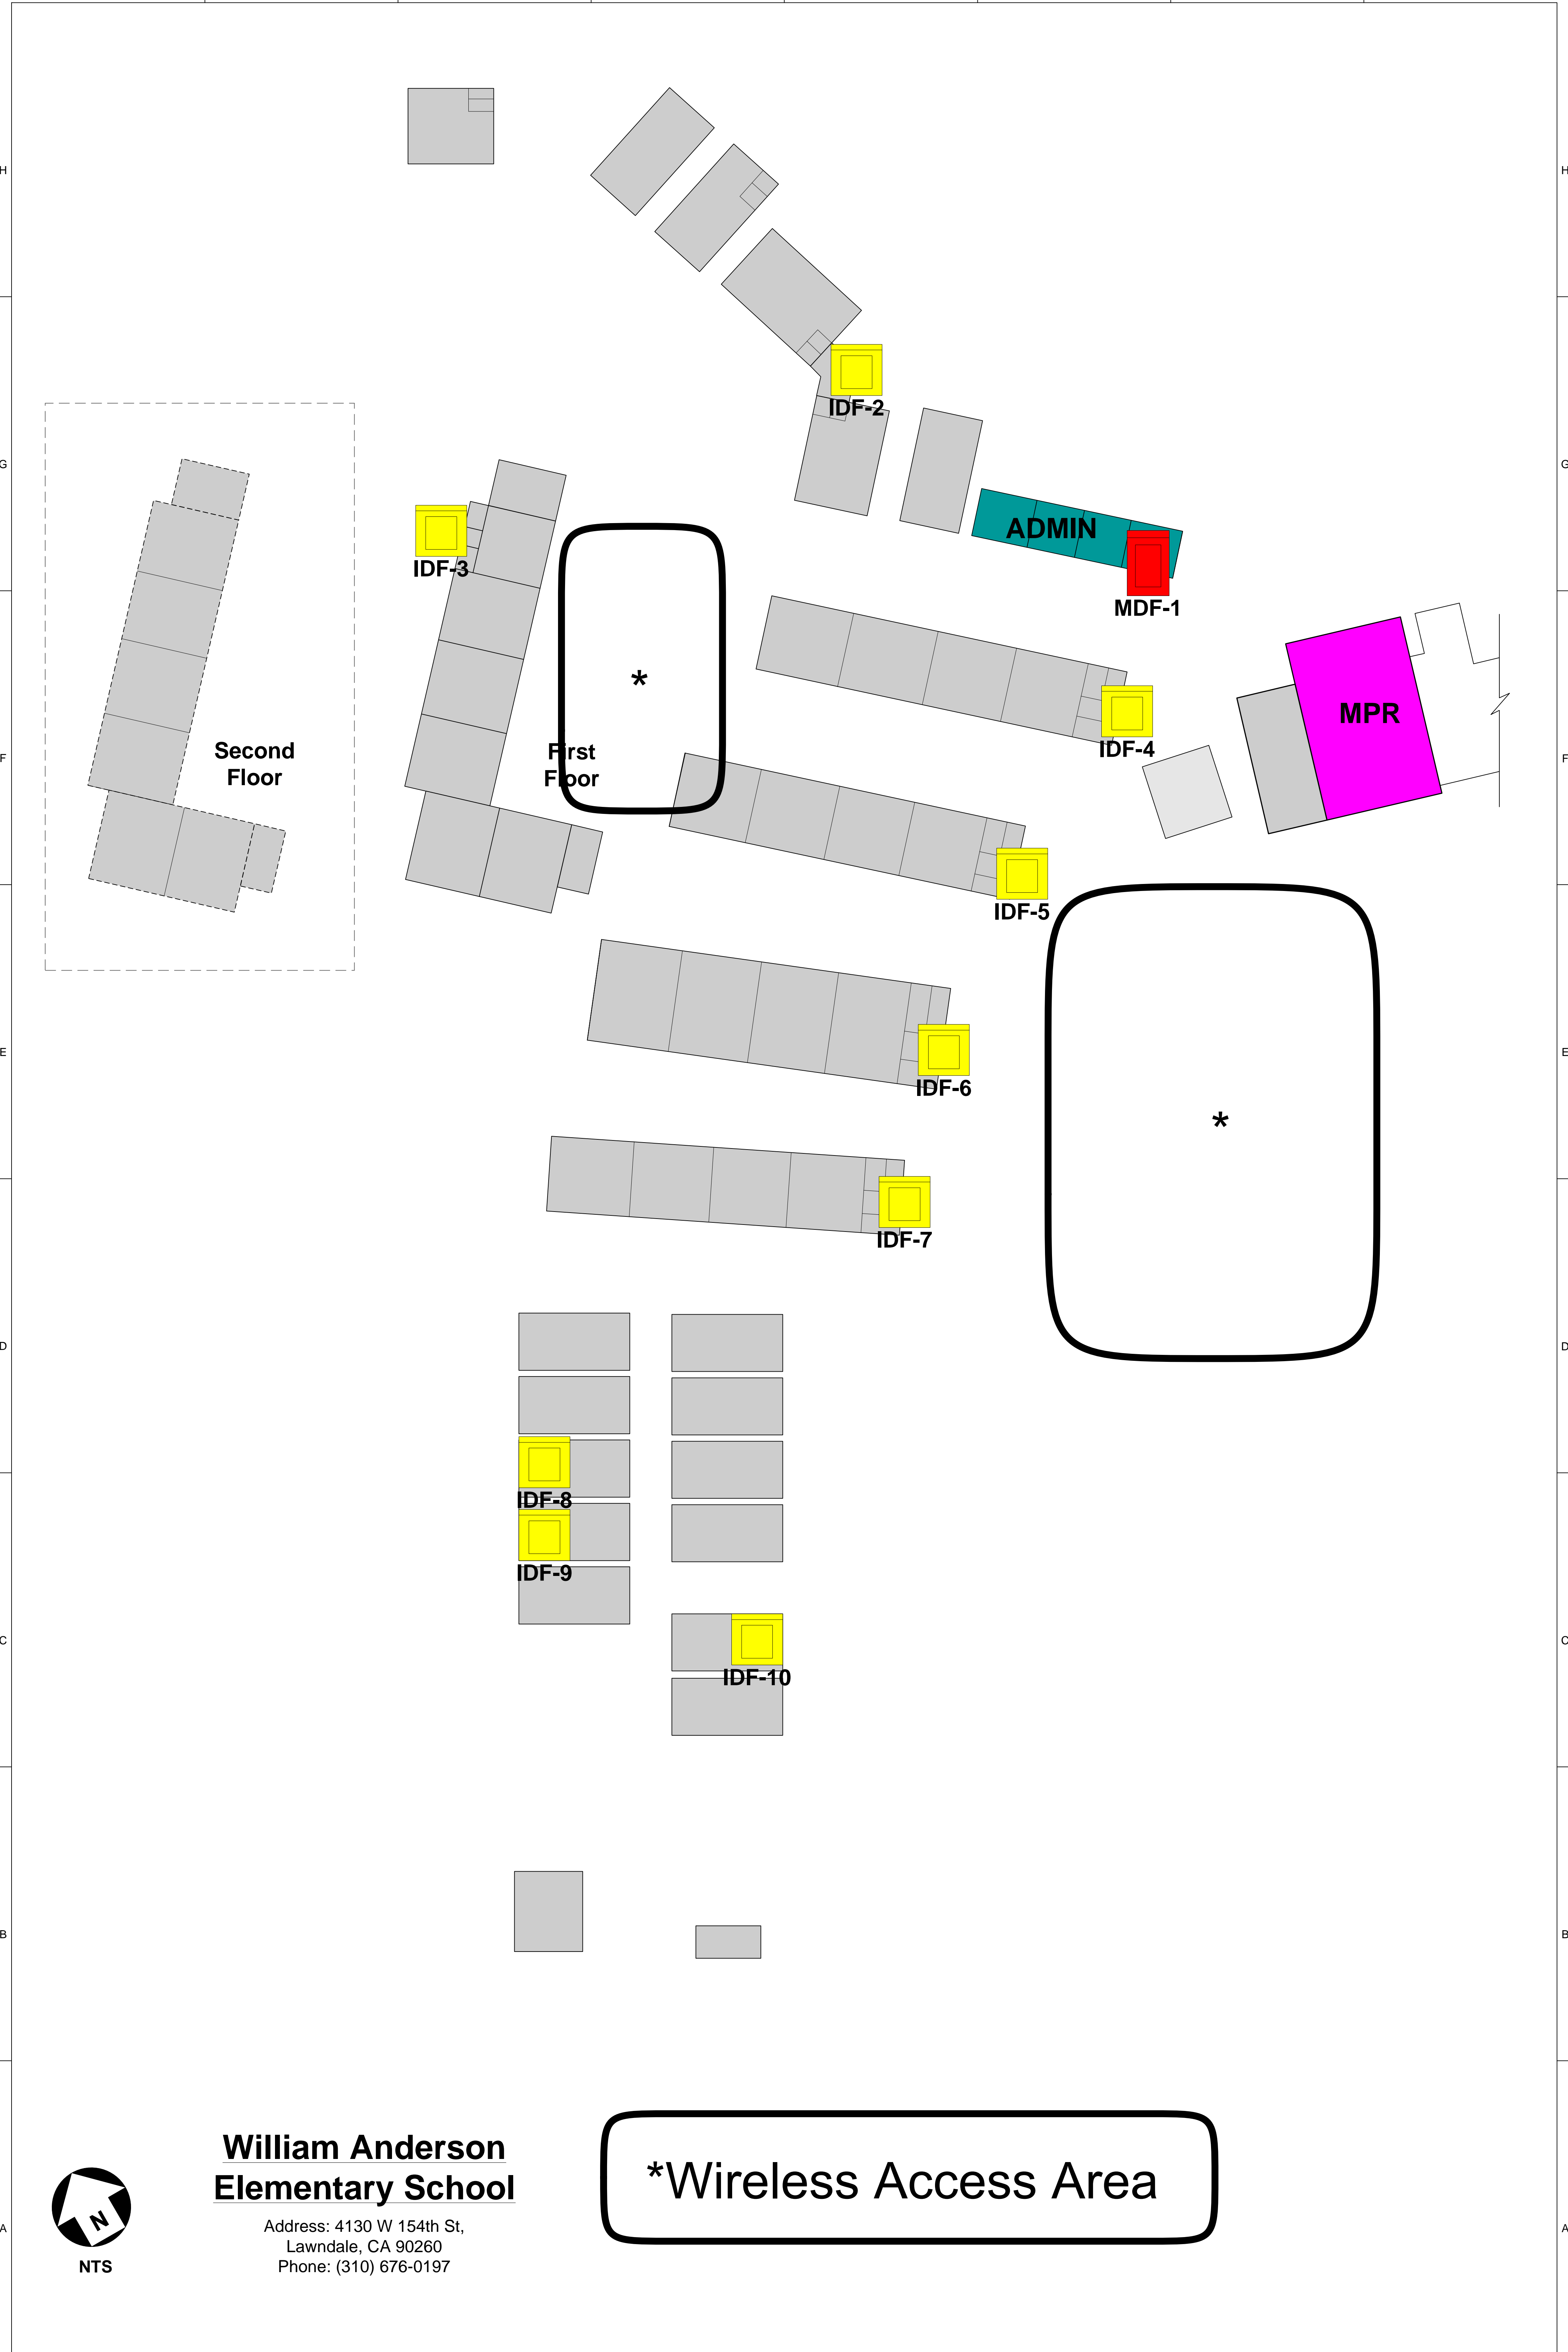 H
H
IDF-2
G
G
ADMIN
IDF-3
MDF-1
*
MPR
Second
Floor
First
Floor
IDF-4
F
F
IDF-5
E
E
IDF-6
*
IDF-7
D
D
IDF-8
IDF-9
C
C
IDF-10
B
B
William Anderson
Elementary School
*Wireless Access Area
N
A
A
Address: 4130 W 154th St,
Lawndale, CA 90260
Phone: (310) 676-0197
NTS